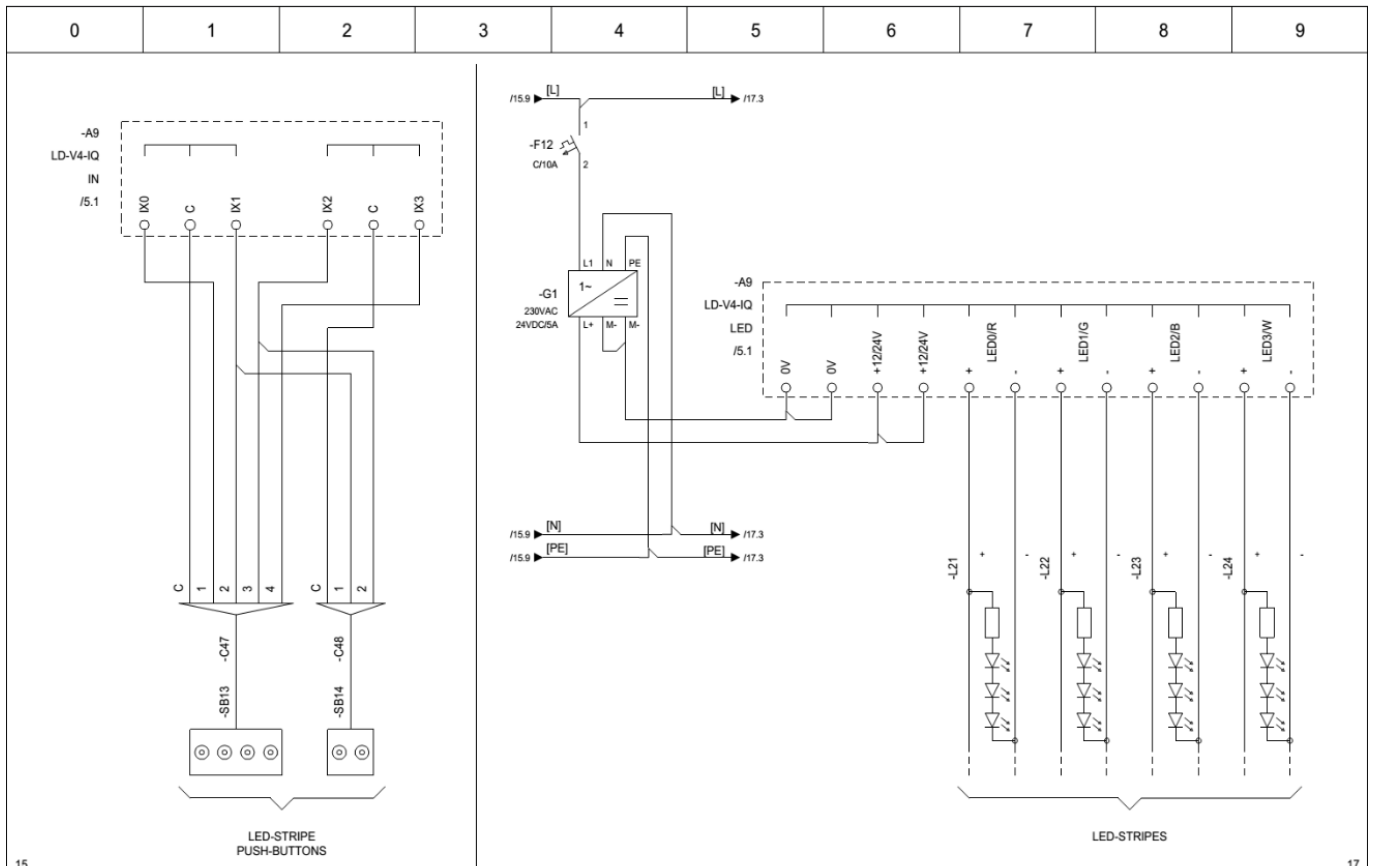 0 1 2 3 4 5 6 7 8 9
-A9
LD-V4-IQ
IN
/5.1
IX0 C IX1 IX2 C IX3
C 1 2 3 4
C 1 2
-C47
-C48
-SB13
-SB14
LED-STRIPE
PUSH-BUTTONS
15
/15.9 [L] [L] /17.3
1
-F12
C/10A
2
L1 N PE
1~
-G1
230VAC
24VDC/5A
L+ M- M-
/15.9 [N] [N] /17.3
/15.9 [PE] [PE] /17.3
-A9
LD-V4-IQ
LED
/5.1
0V 0V +12/24V +12/24V LED0/R LED1/G LED2/B LED3/W
+ - + - + - + -
-L21 + - -L22 + - -L23 + - -L24 + -
LED-STRIPES
17